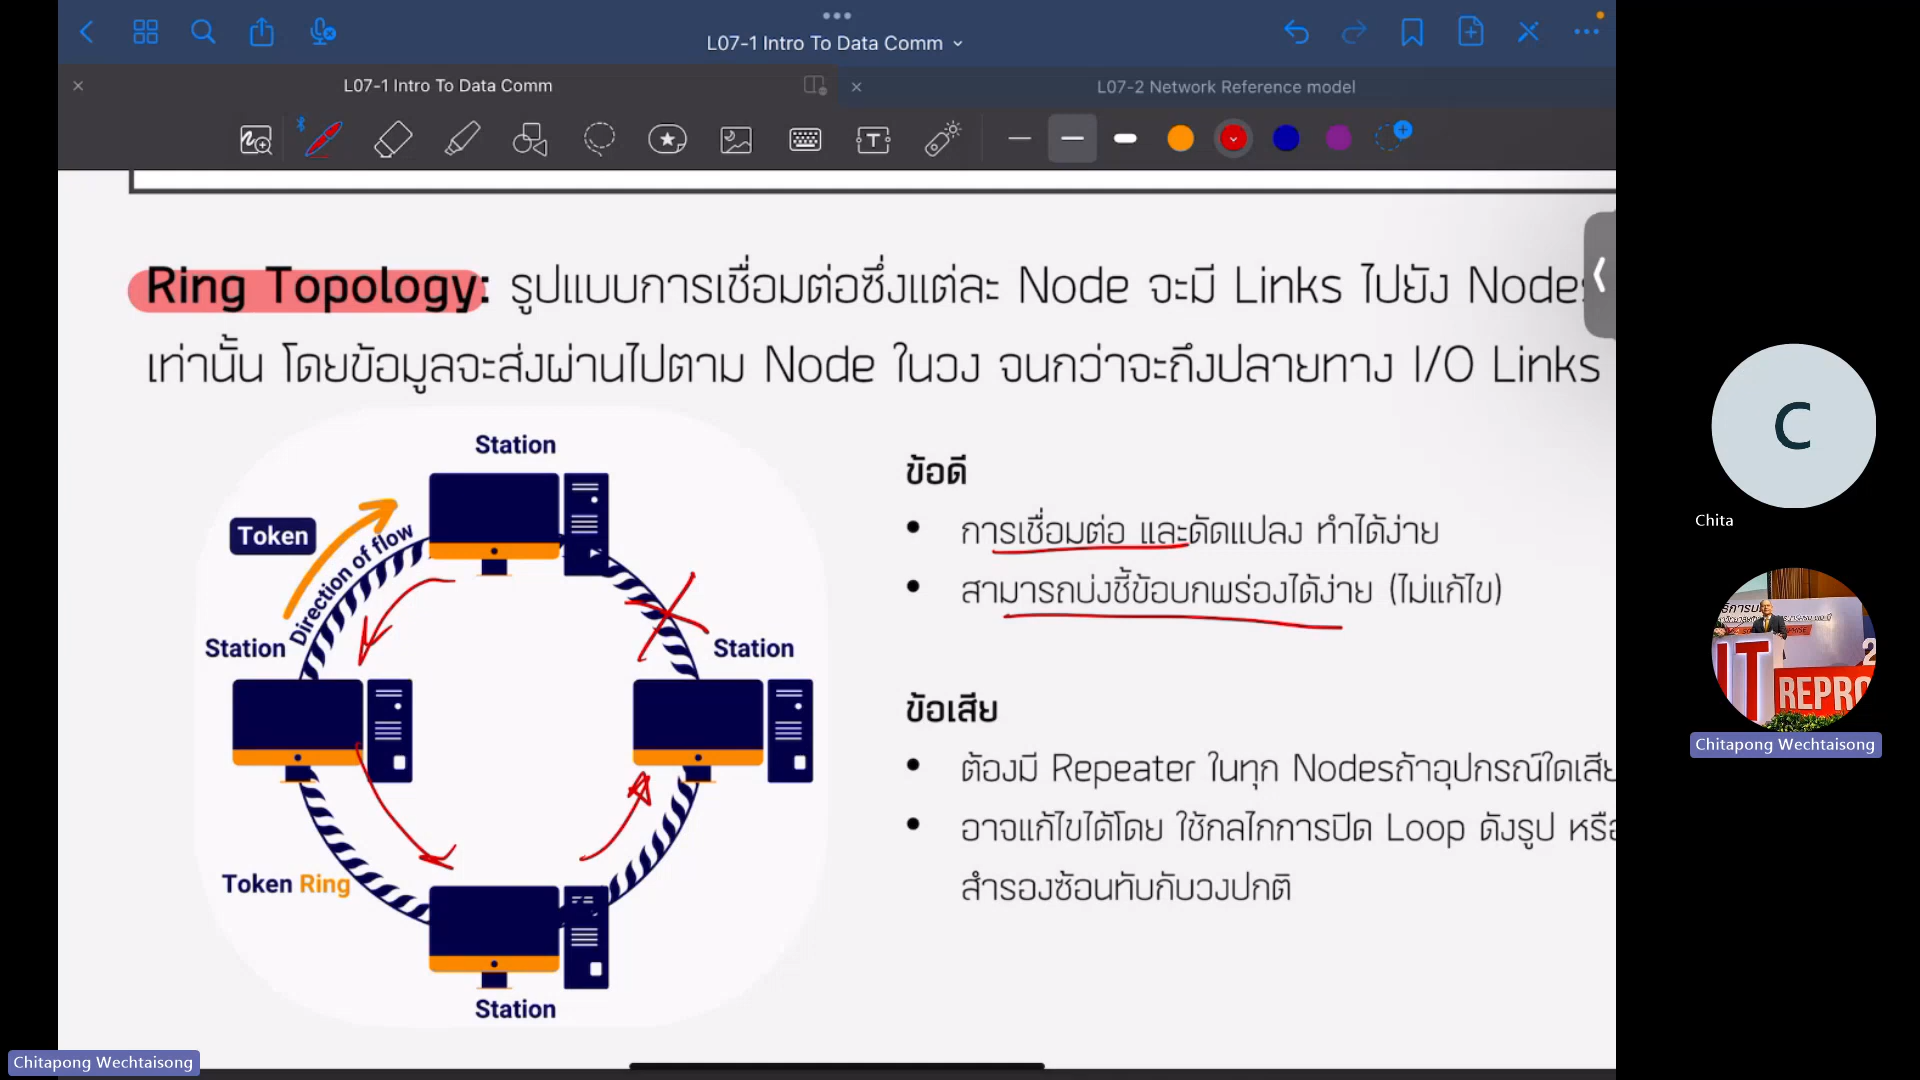 L07-1 Intro To Data Comm
L07-1 Intro To Data Comm
L07-2 Network Reference model
Ring Topology: รูปแบบการเชื่อมต่อซึ่งแต่ละ Node จะมี Links ไปยัง Nodes
เท่านั้น โดยข้อมูลจะส่งผ่านไปตาม Node ในวง จนกว่าจะถึงปลายทาง I/O Links
Station
Token
Direction of flow
Station
Station
Token Ring
Station
ข้อดี
• การเชื่อมต่อ และดัดแปลง ทำได้ง่าย
• สามารถบ่งชี้ข้อบกพร่องได้ง่าย (ไม่แก้ไข)
ข้อเสีย
• ต้องมี Repeater ในทุก Nodesถ้าอุปกรณ์ใดเสีย
• อาจแก้ไขได้โดย ใช้กลไกการปิด Loop ดังรูป หรือ
สำรองซ้อนทับกับวงปกติ
C
Chita
IT
REPRO
Chitapong Wechtaisong
Chitapong Wechtaisong